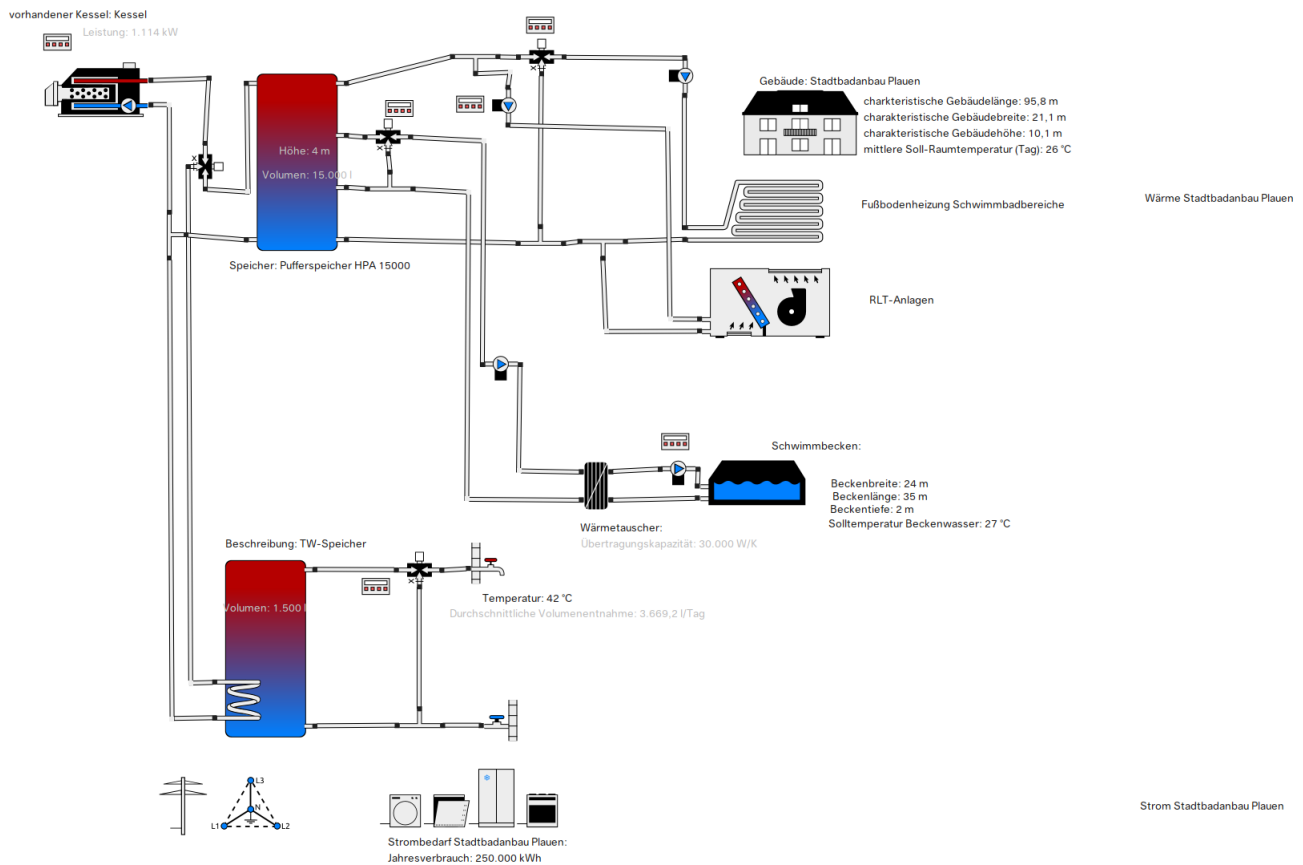 vorhandener Kessel: Kessel
Leistung: 1.114 kW
Gebäude: Stadtbadanbau Plauen
charkteristische Gebäudelänge: 95,8 m
charakteristische Gebäudebreite: 21,1 m
charakteristische Gebäudehöhe: 10,1 m
mittlere Soll-Raumtemperatur (Tag): 26 °C
X
X
X
Höhe: 4 m
Volumen: 15.000 l
Fußbodenheizung Schwimmbadbereiche
Wärme Stadtbadanbau Plauen
Speicher: Pufferspeicher HPA 15000
RLT-Anlagen
Schwimmbecken:
Beckenbreite: 24 m
Beckenlänge: 35 m
Beckentiefe: 2 m
Solltemperatur Beckenwasser: 27 °C
Wärmetauscher:
Übertragungskapazität: 30.000 W/K
Beschreibung: TW-Speicher
X
Volumen: 1.500 l
Temperatur: 42 °C
Durchschnittliche Volumenentnahme: 3.669,2 l/Tag
L3
N
L1
L2
Strom Stadtbadanbau Plauen
Strombedarf Stadtbadanbau Plauen:
Jahresverbrauch: 250.000 kWh